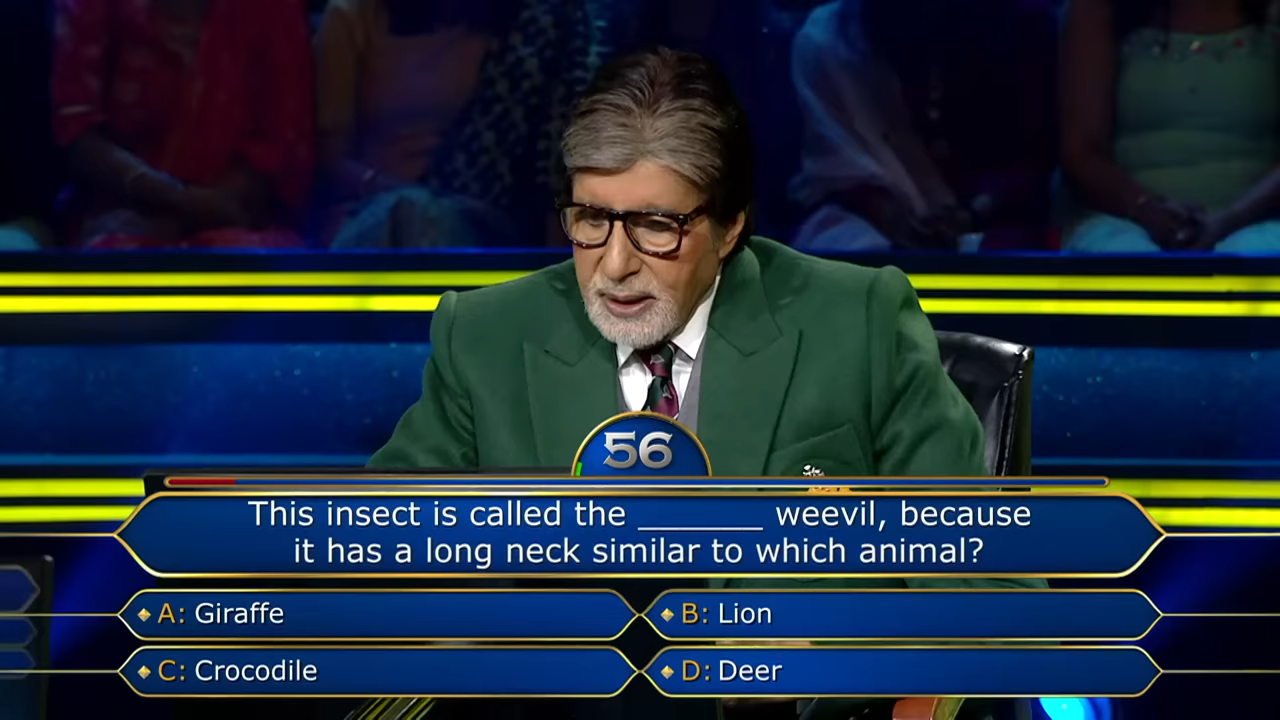 56
This insect is called the _______ weevil, because
it has a long neck similar to which animal?
A: Giraffe
B: Lion
C: Crocodile
D: Deer